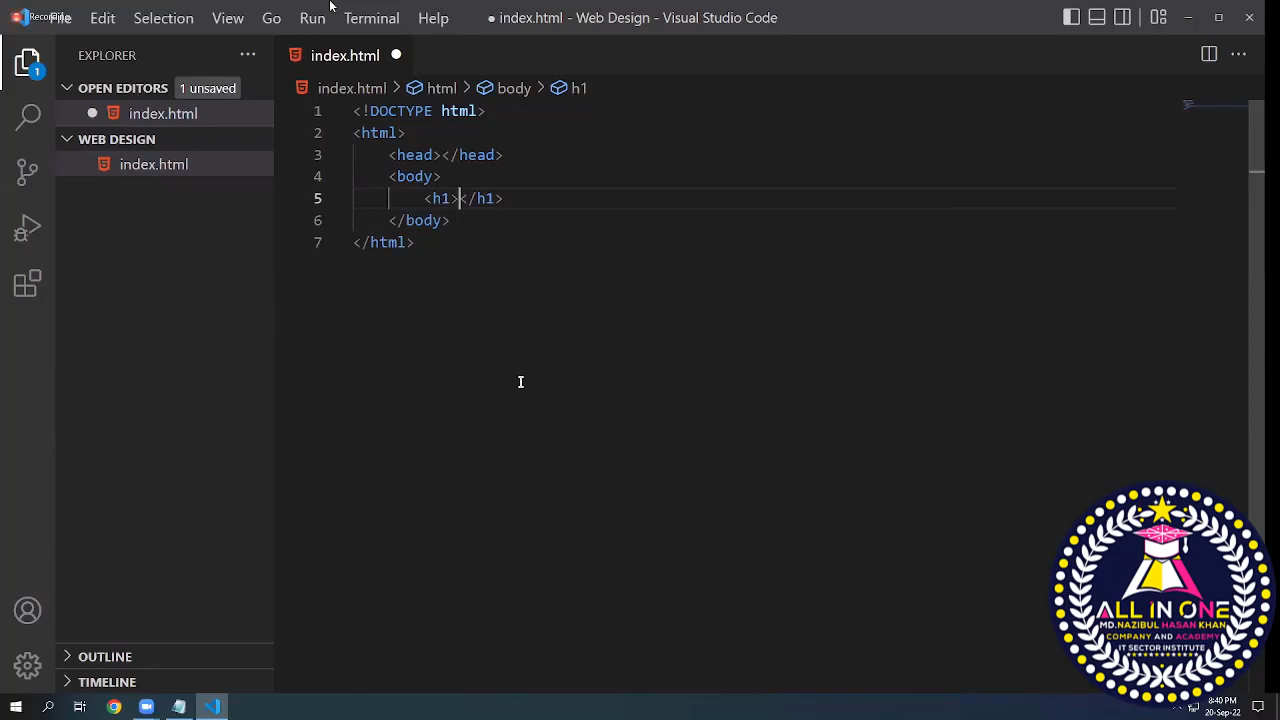 File
Edit
Selection
View
Go
Run
Terminal
Help
● index.html - Web Design - Visual Studio Code
EXPLORER
OPEN EDITORS
1 unsaved
index.html
WEB DESIGN
index.html
OUTLINE
TIMELINE
1
index.html
index.html > html > body > h1
1 <!DOCTYPE html>
2 <html>
3 <head></head>
4 <body>
5 <h1></h1>
6 </body>
7 </html>
ALL IN ONE
MD.NAZIBUL HASAN KHAN
COMPANY AND ACADEMY
IT SECTOR INSTITUTE
8:40 PM
20-Sep-22